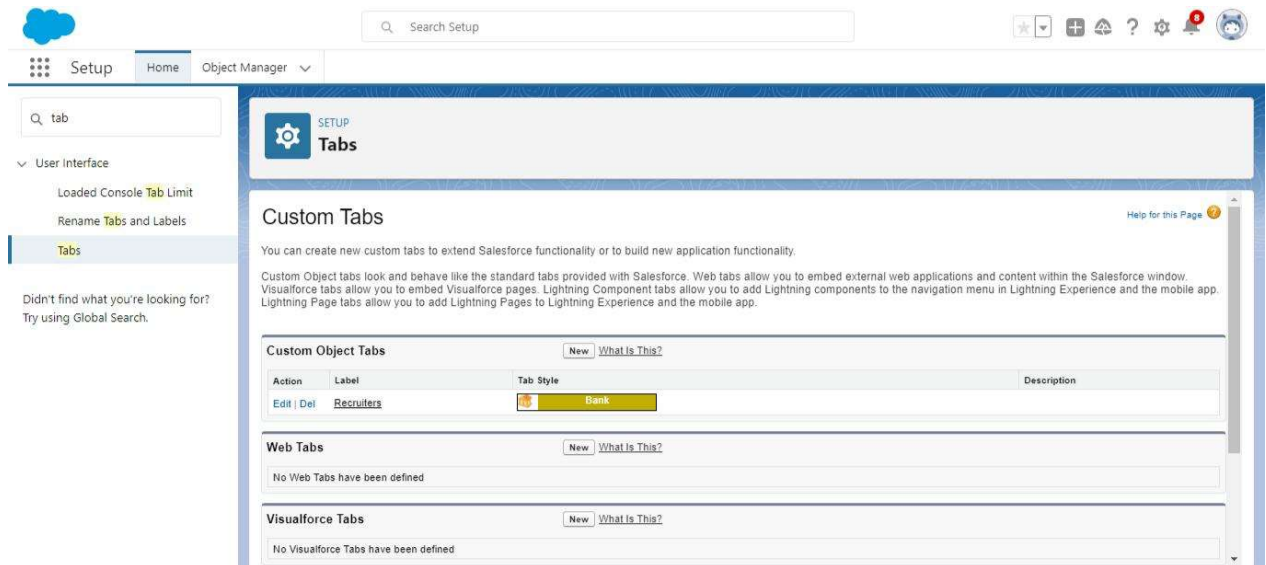 Search Setup
8
Setup
Home
Object Manager
tab
User Interface
Loaded Console Tab Limit
Rename Tabs and Labels
Tabs
Didn't find what you're looking for?
Try using Global Search.
SETUP
Tabs
Custom Tabs
Help for this Page
You can create new custom tabs to extend Salesforce functionality or to build new application functionality.
Custom Object tabs look and behave like the standard tabs provided with Salesforce. Web tabs allow you to embed external web applications and content within the Salesforce window.
Visualforce tabs allow you to embed Visualforce pages. Lightning Component tabs allow you to add Lightning components to the navigation menu in Lightning Experience and the mobile app.
Lightning Page tabs allow you to add Lightning Pages to Lightning Experience and the mobile app.
Custom Object Tabs New What Is This?
Action Label Tab Style Description
Edit | Del Recruiters Bank
Web Tabs New What Is This?
No Web Tabs have been defined
Visualforce Tabs New What Is This?
No Visualforce Tabs have been defined